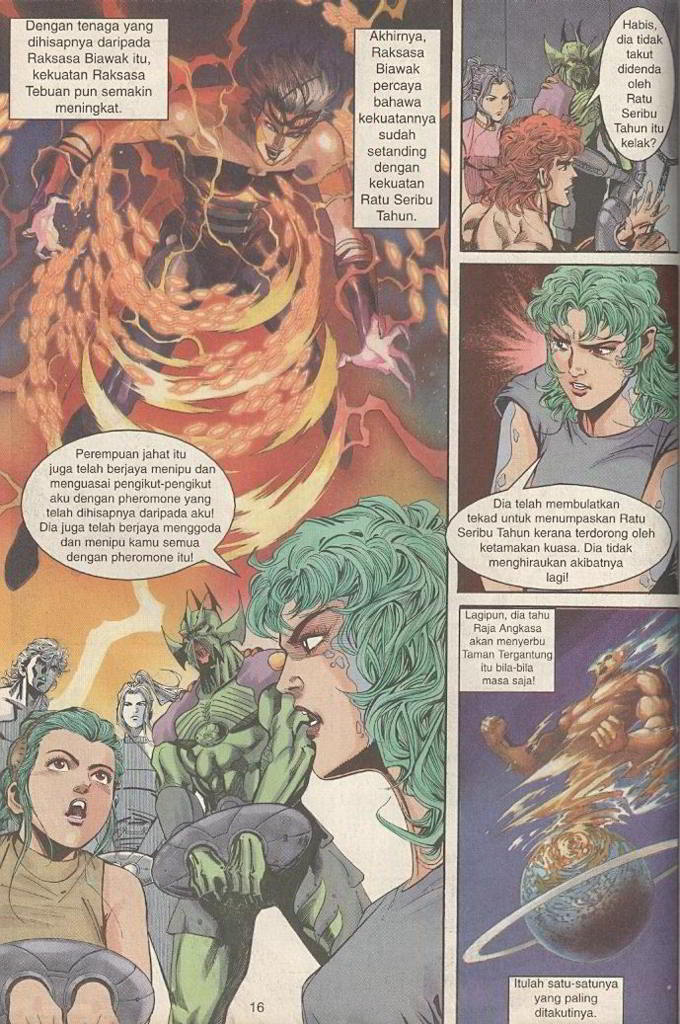 Dengan tenaga yang
dihisapnya daripada
Raksasa Biawak itu,
kekuatan Raksasa
Tebuan pun semakin
meningkat.
Akhirnya,
Raksasa
Biawak
percaya
bahawa
kekuatannya
sudah
setanding
dengan
kekuatan
Ratu Seribu
Tahun.
Perempuan jahat itu
juga telah berjaya menipu dan
menguasai pengikut-pengikut
aku dengan pheromone yang
telah dihisapnya daripada aku!
Dia juga telah berjaya menggoda
dan menipu kamu semua
dengan pheromone itu!
Habis,
dia tidak
takut
didenda
oleh
Ratu
Seribu
Tahun itu
kelak?
Dia telah membulatkan
tekad untuk menumpaskan Ratu
Seribu Tahun kerana terdorong oleh
ketamakan kuasa. Dia tidak
menghiraukan akibatnya
lagi!
Lagipun, dia tahu
Raja Angkasa
akan menyerbu
Taman Tergantung
itu bila-bila
masa saja!
Itulah satu-satunya
yang paling
ditakutinya.
16